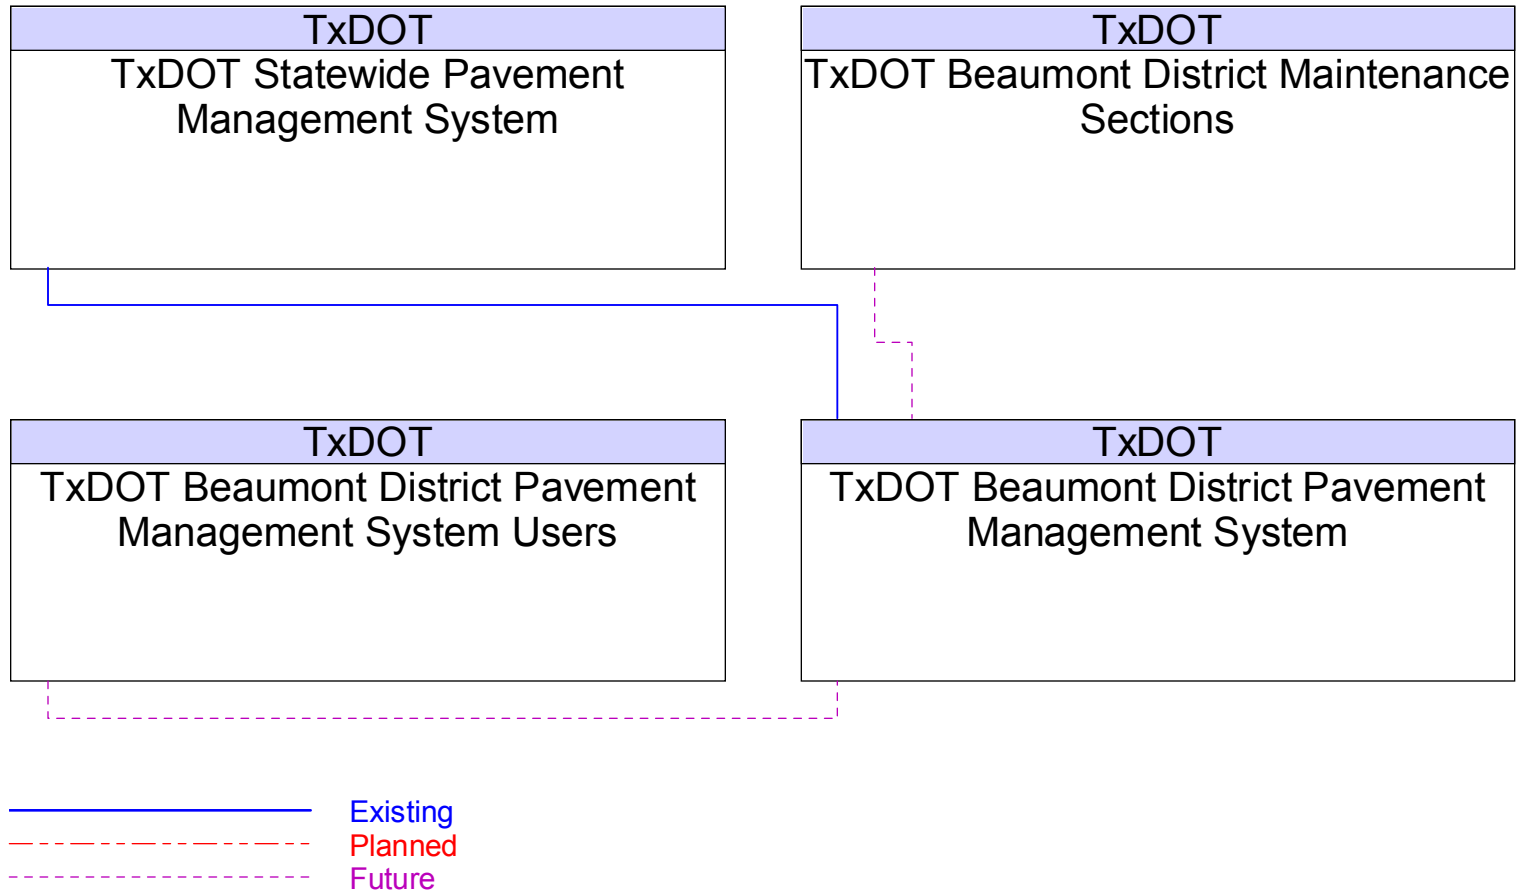 TxDOT
TxDOT Statewide Pavement
Management System
TxDOT
TxDOT Beaumont District Maintenance
Sections
TxDOT
TxDOT Beaumont District Pavement
Management System Users
TxDOT
TxDOT Beaumont District Pavement
Management System
Existing
Planned
Future